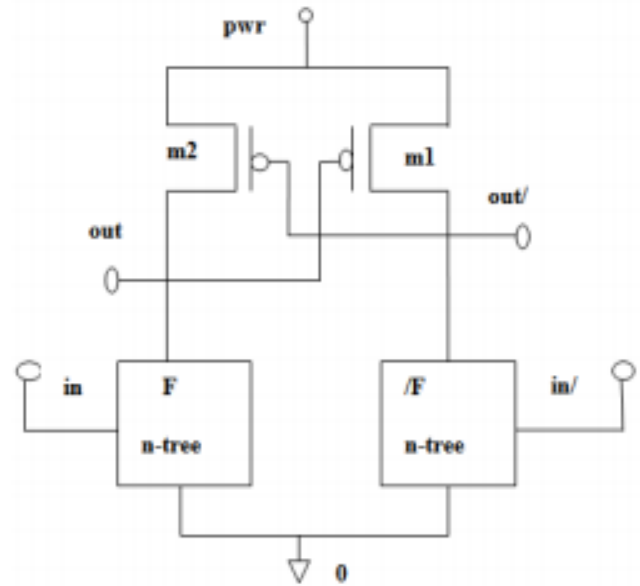 pwr
m2
m1
out/
out
in
F
/F
in/
n-tree
n-tree
0